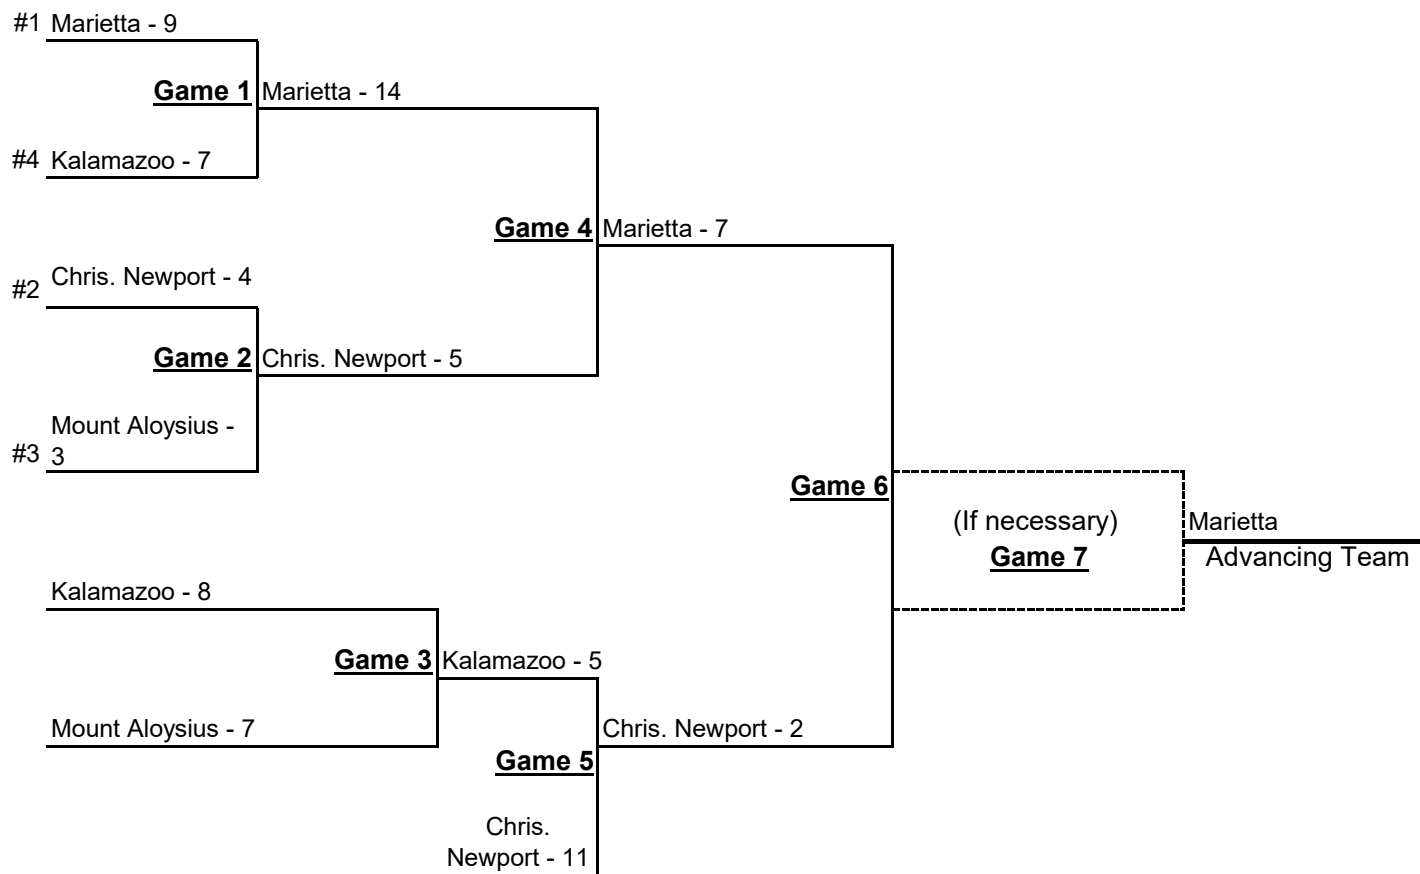 #1 Marietta - 9
Game 1 Marietta - 14
#4 Kalamazoo - 7
Game 4 Marietta - 7
#2 Chris. Newport - 4
Game 2 Chris. Newport - 5
Mount Aloysius -
#3 3
Game 6
(If necessary)
Game 7
Marietta
Advancing Team
Kalamazoo - 8
Game 3 Kalamazoo - 5
Mount Aloysius - 7
Chris. Newport - 2
Game 5
Chris.
Newport - 11